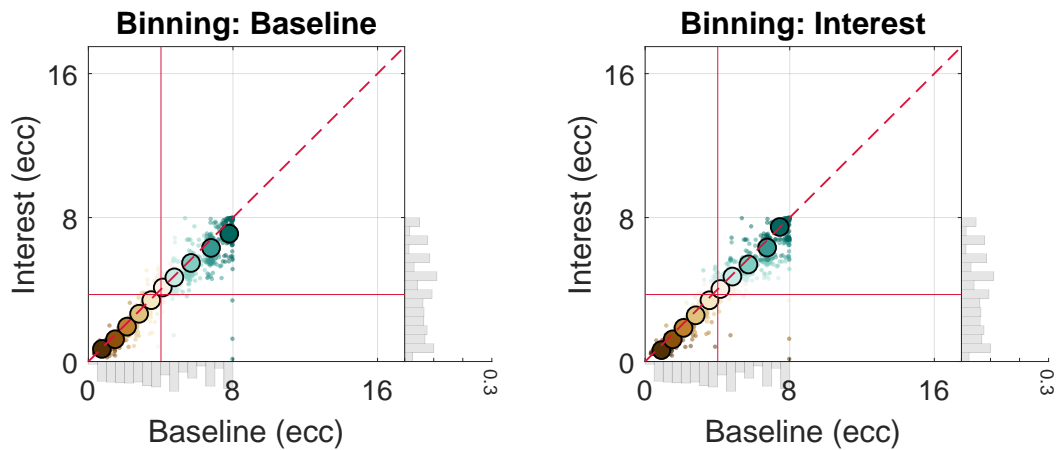 Binning: Baseline
16
8
0
Interest (ecc)
0
8
16
0.3
Baseline (ecc)
Binning: Interest
16
8
0
Interest (ecc)
0
8
16
0.3
Baseline (ecc)